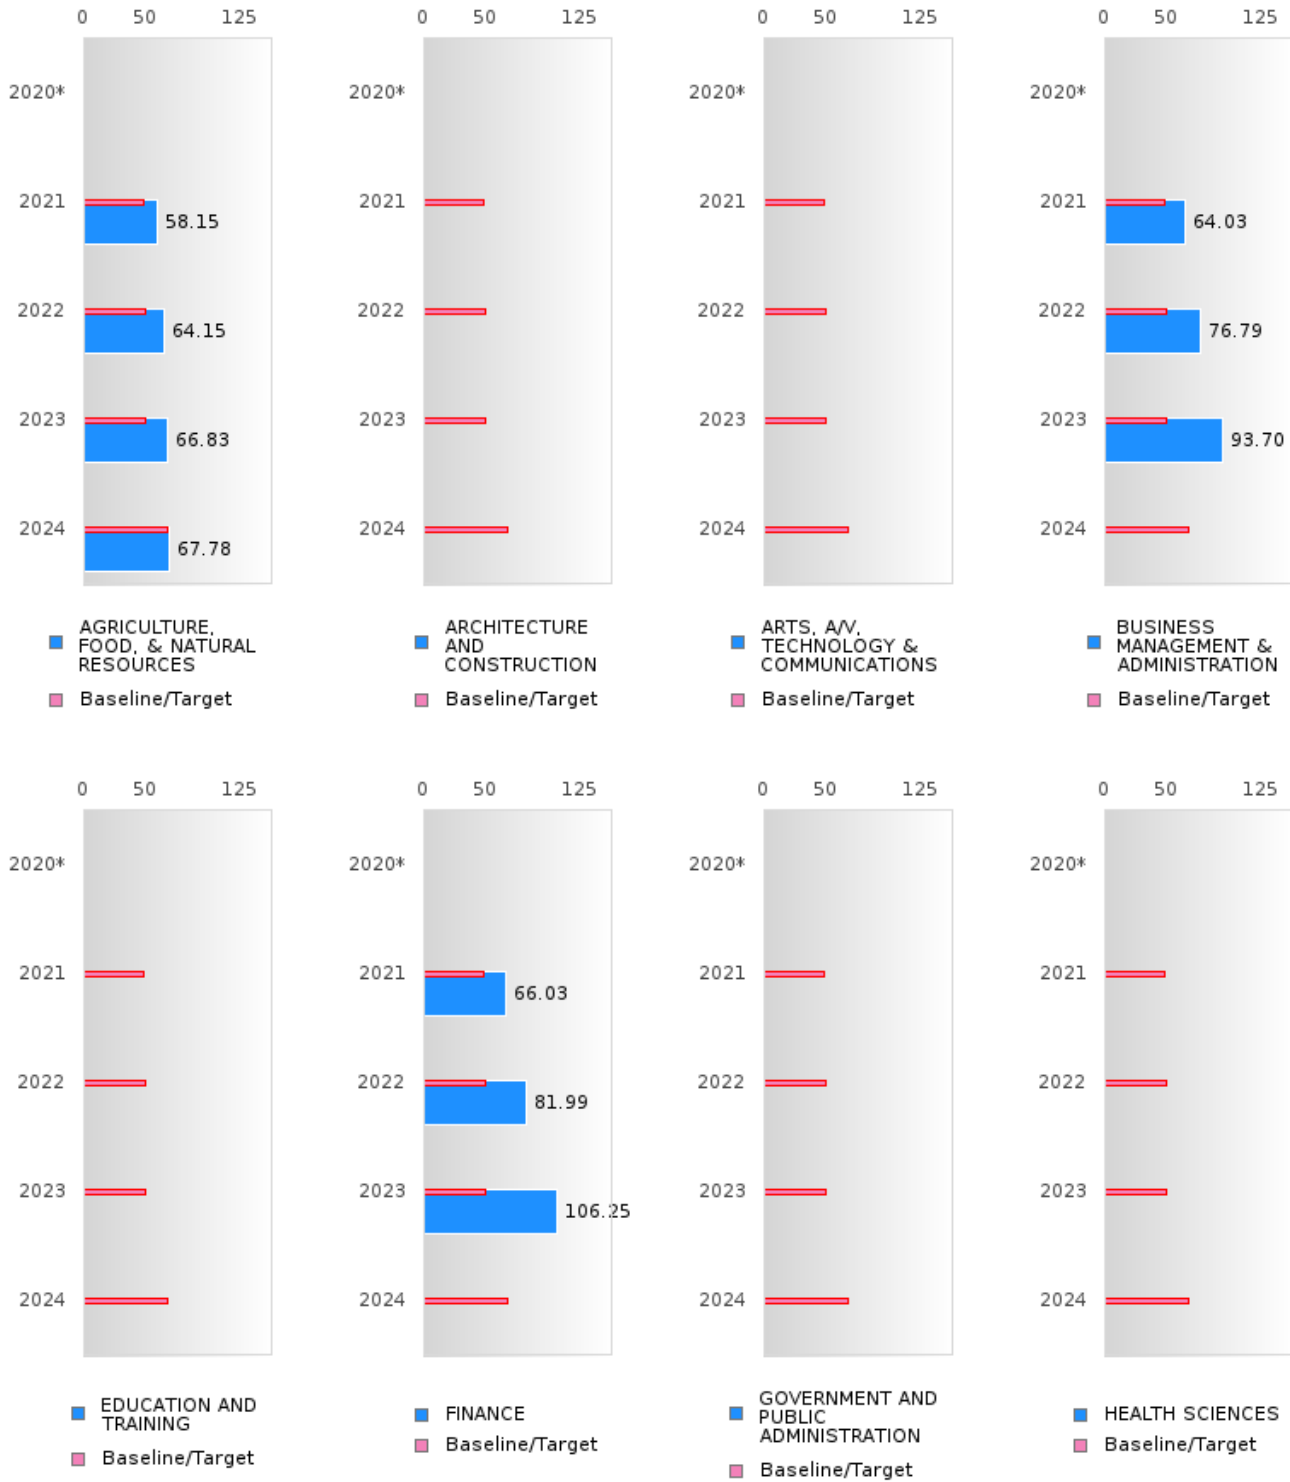 0 50 125
2020*
2021 58.15
2022 64.15
2023 66.83
2024 67.78
AGRICULTURE,
FOOD, & NATURAL
RESOURCES
Baseline/Target
0 50 125
2020*
2021
2022
2023
2024
ARCHITECTURE
AND
CONSTRUCTION
Baseline/Target
0 50 125
2020*
2021
2022
2023
2024
ARTS, A/V,
TECHNOLOGY &
COMMUNICATIONS
Baseline/Target
0 50 125
2020*
2021 64.03
2022 76.79
2023 93.70
2024
BUSINESS
MANAGEMENT &
ADMINISTRATION
Baseline/Target
0 50 125
2020*
2021
2022
2023
2024
EDUCATION AND
TRAINING
Baseline/Target
0 50 125
2020*
2021 66.03
2022 81.99
2023 106.25
2024
FINANCE
Baseline/Target
0 50 125
2020*
2021
2022
2023
2024
GOVERNMENT AND
PUBLIC
ADMINISTRATION
Baseline/Target
0 50 125
2020*
2021
2022
2023
2024
HEALTH SCIENCES
Baseline/Target